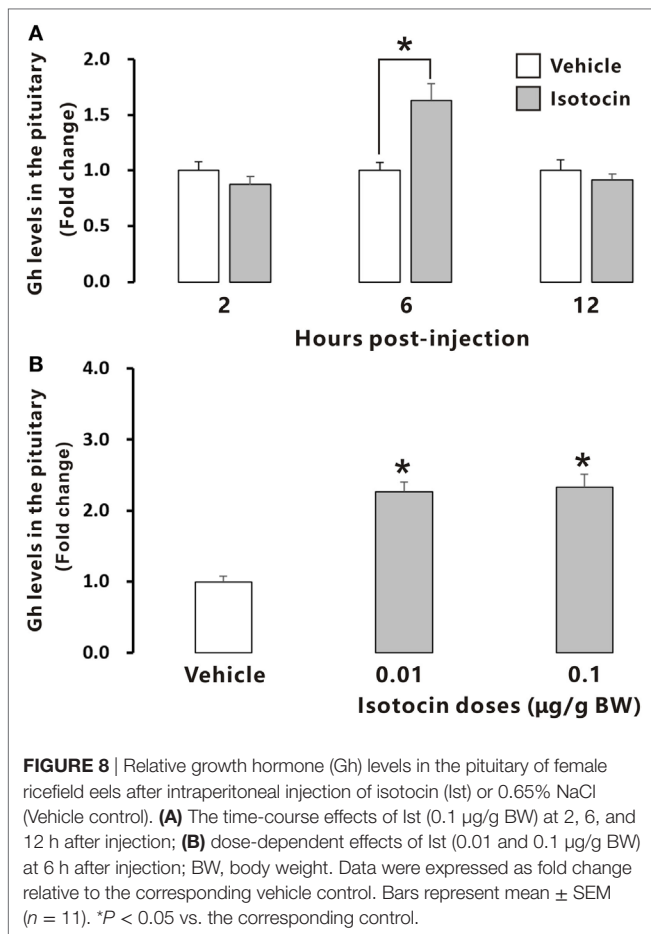 A
Gh levels in the pituitary
(Fold change)
2.0
1.5
1.0
0.5
0.0
*
Vehicle
Isotocin
2 6 12
Hours post-injection
B
Gh levels in the pituitary
(Fold change)
4.0
3.0
2.0
1.0
0.0
* *
Vehicle 0.01 0.1
Isotocin doses (µg/g BW)
FIGURE 8 | Relative growth hormone (Gh) levels in the pituitary of female
ricefield eels after intraperitoneal injection of isotocin (Ist) or 0.65% NaCl
(Vehicle control). (A) The time-course effects of Ist (0.1 µg/g BW) at 2, 6, and
12 h after injection; (B) dose-dependent effects of Ist (0.01 and 0.1 µg/g BW)
at 6 h after injection; BW, body weight. Data were expressed as fold change
relative to the corresponding vehicle control. Bars represent mean ± SEM
(n = 11). *P < 0.05 vs. the corresponding control.